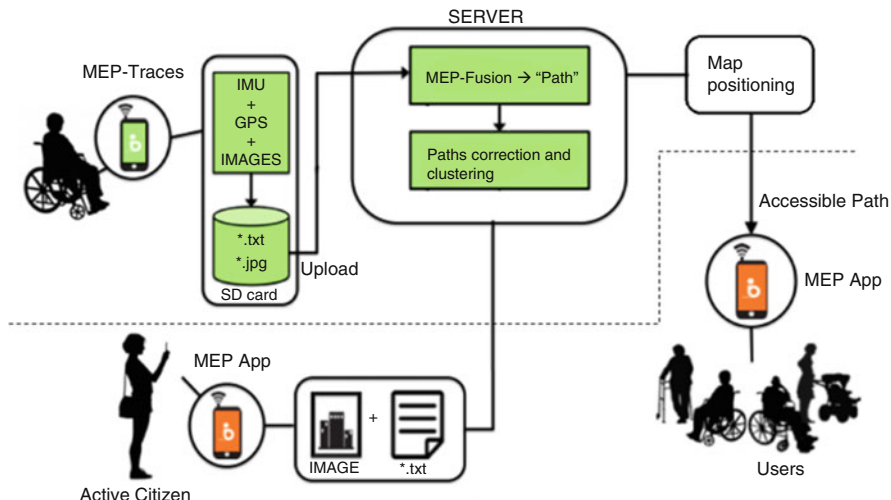 SERVER
MEP-Traces
IMU
+
GPS
+
IMAGES
*.txt
*.jpg
SD card
Upload
MEP-Fusion → "Path"
Paths correction and
clustering
Map
positioning
Accessible Path
MEP App
Users
MEP App
IMAGE
+
*.txt
Active Citizen